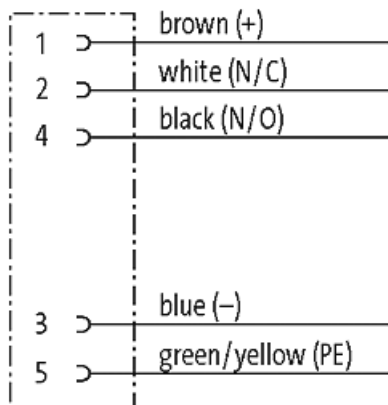 1 brown (+)
2 white (N/C)
4 black (N/O)
3 blue (–)
5 green/yellow (PE)